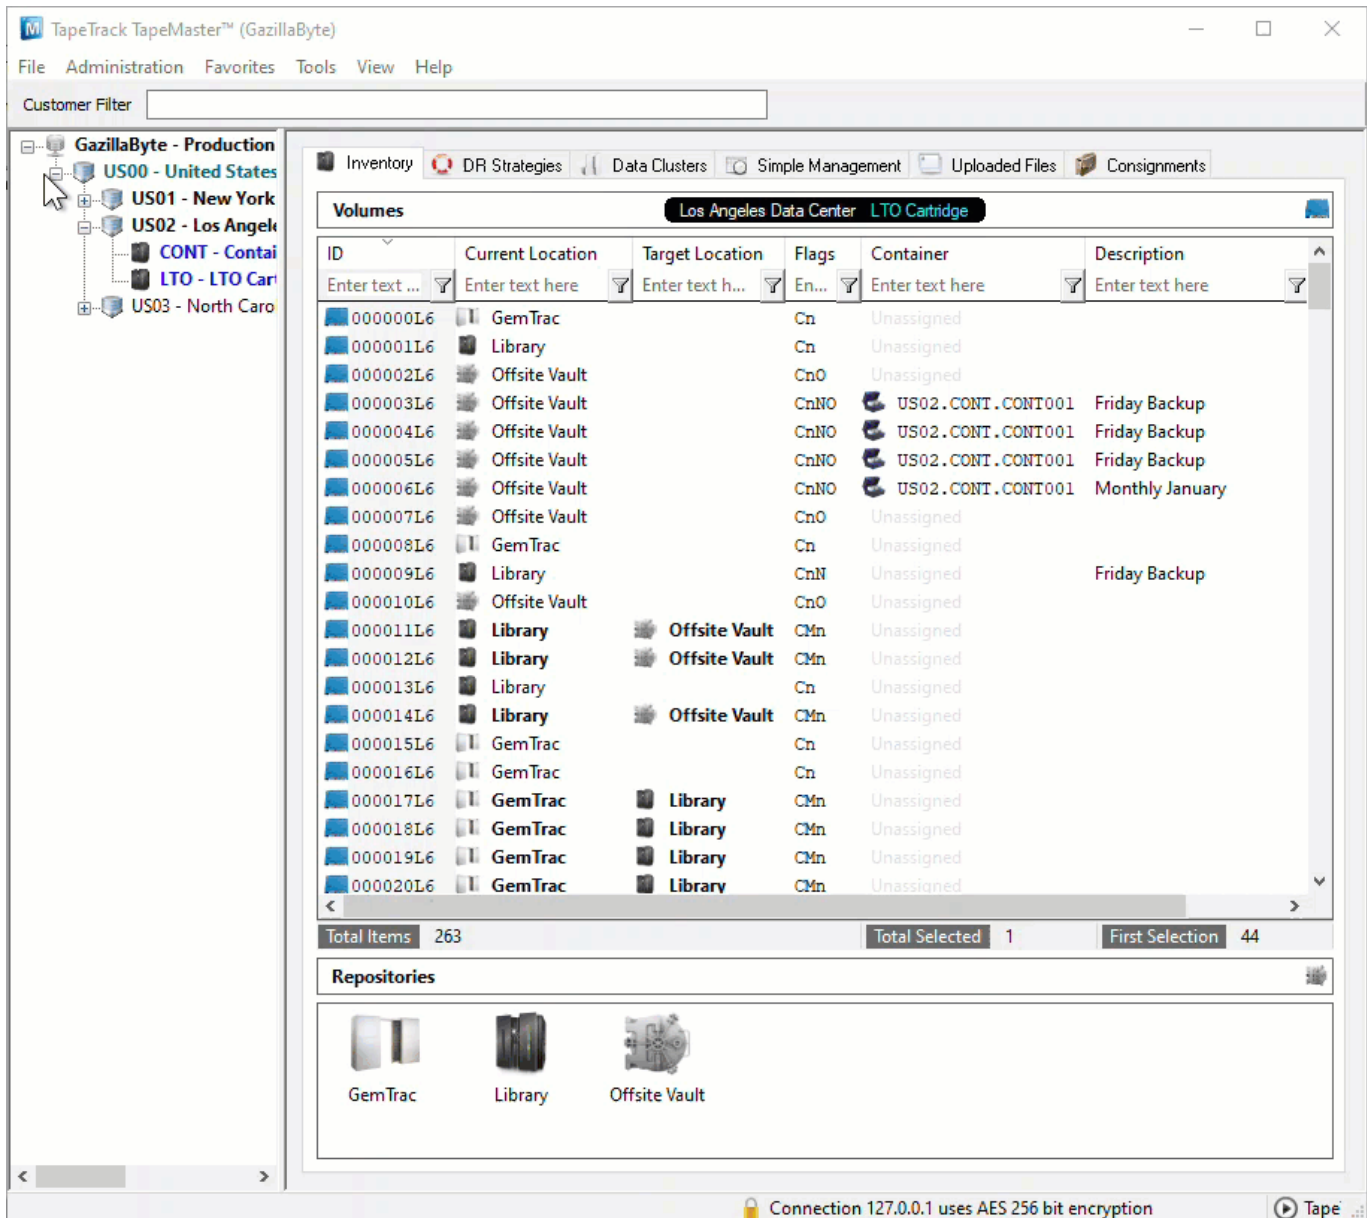 TapeTrack TapeMaster™ (GazillaByte)
File Administration Favorites Tools View Help
Customer Filter
GazillaByte - Production
US00 - United States
US01 - New York
US02 - Los Angele
CONT - Contai
LTO - LTO Cart
US03 - North Caro
Inventory DR Strategies Data Clusters Simple Management Uploaded Files Consignments
Volumes Los Angeles Data Center LTO Cartridge
ID Current Location Target Location Flags Container Description
Enter text ... Enter text here Enter text h... En... Enter text here Enter text here
000000L6 GemTrac Cn Unassigned
000001L6 Library Cn Unassigned
000002L6 Offsite Vault CnO Unassigned
000003L6 Offsite Vault CnNO US02.CONT.CONT001 Friday Backup
000004L6 Offsite Vault CnNO US02.CONT.CONT001 Friday Backup
000005L6 Offsite Vault CnNO US02.CONT.CONT001 Friday Backup
000006L6 Offsite Vault CnNO US02.CONT.CONT001 Monthly January
000007L6 Offsite Vault CnO Unassigned
000008L6 GemTrac Cn Unassigned
000009L6 Library CnN Unassigned Friday Backup
000010L6 Offsite Vault CnO Unassigned
000011L6 Library Offsite Vault CMn Unassigned
000012L6 Library Offsite Vault CMn Unassigned
000013L6 Library Cn Unassigned
000014L6 Library Offsite Vault CMn Unassigned
000015L6 GemTrac Cn Unassigned
000016L6 GemTrac Cn Unassigned
000017L6 GemTrac Library CMn Unassigned
000018L6 GemTrac Library CMn Unassigned
000019L6 GemTrac Library CMn Unassigned
000020L6 GemTrac Library CMn Unassigned
Total Items 263 Total Selected 1 First Selection 44
Repositories
GemTrac Library Offsite Vault
Connection 127.0.0.1 uses AES 256 bit encryption Tape